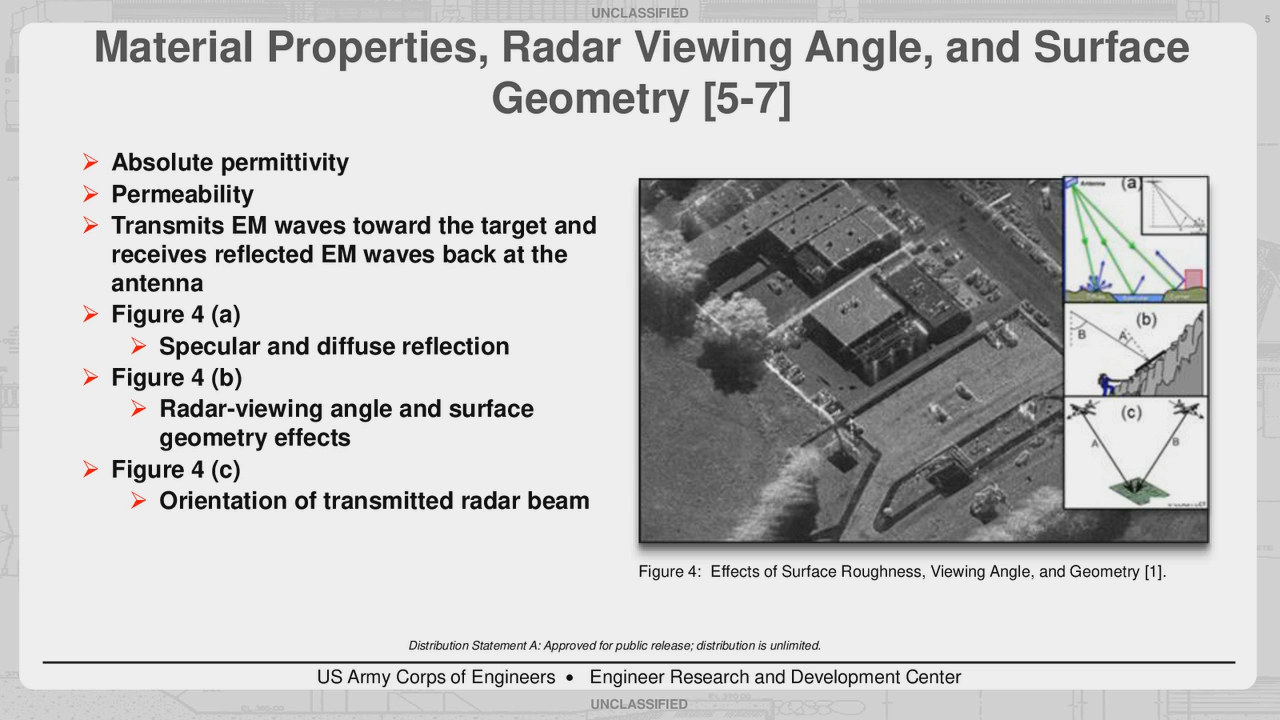 UNCLASSIFIED
5
Material Properties, Radar Viewing Angle, and Surface
Geometry [5-7]
➢ Absolute permittivity
➢ Permeability
➢ Transmits EM waves toward the target and
receives reflected EM waves back at the
antenna
➢ Figure 4 (a)
➢ Specular and diffuse reflection
➢ Figure 4 (b)
➢ Radar-viewing angle and surface
geometry effects
➢ Figure 4 (c)
➢ Orientation of transmitted radar beam
Antenna
(a)
Diffuse
Specular
Corner
(b)
B
A
(c)
A
B
Figure 4: Effects of Surface Roughness, Viewing Angle, and Geometry [1].
Distribution Statement A: Approved for public release; distribution is unlimited.
US Army Corps of Engineers • Engineer Research and Development Center
UNCLASSIFIED